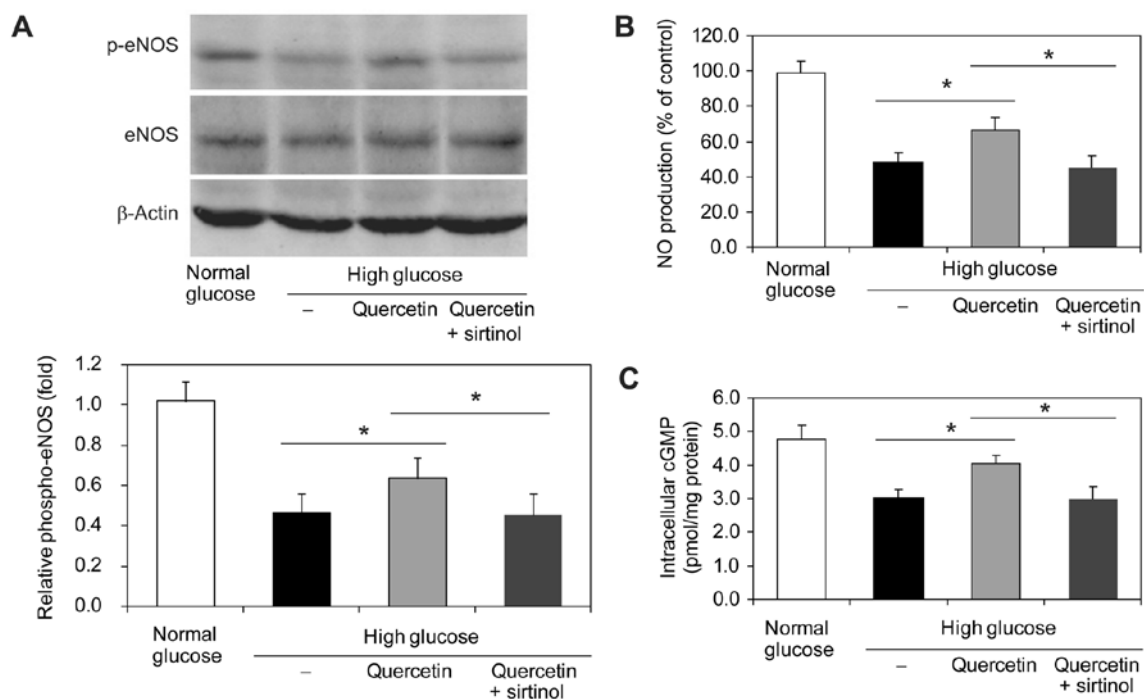 A
p-eNOS
eNOS
β-Actin
Normal
glucose
High glucose
–
Quercetin
Quercetin
+ sirtinol
Relative phospho-eNOS (fold)
1.2
1.0
0.8
0.6
0.4
0.2
0.0
*
*
Normal
glucose
High glucose
–
Quercetin
Quercetin
+ sirtinol
B
NO production (% of control)
120.0
100.0
80.0
60.0
40.0
20.0
0.0
*
*
Normal
glucose
High glucose
–
Quercetin
Quercetin
+ sirtinol
C
Intracellular cGMP
(pmol/mg protein)
6.0
5.0
4.0
3.0
2.0
1.0
0.0
*
*
Normal
glucose
High glucose
–
Quercetin
Quercetin
+ sirtinol